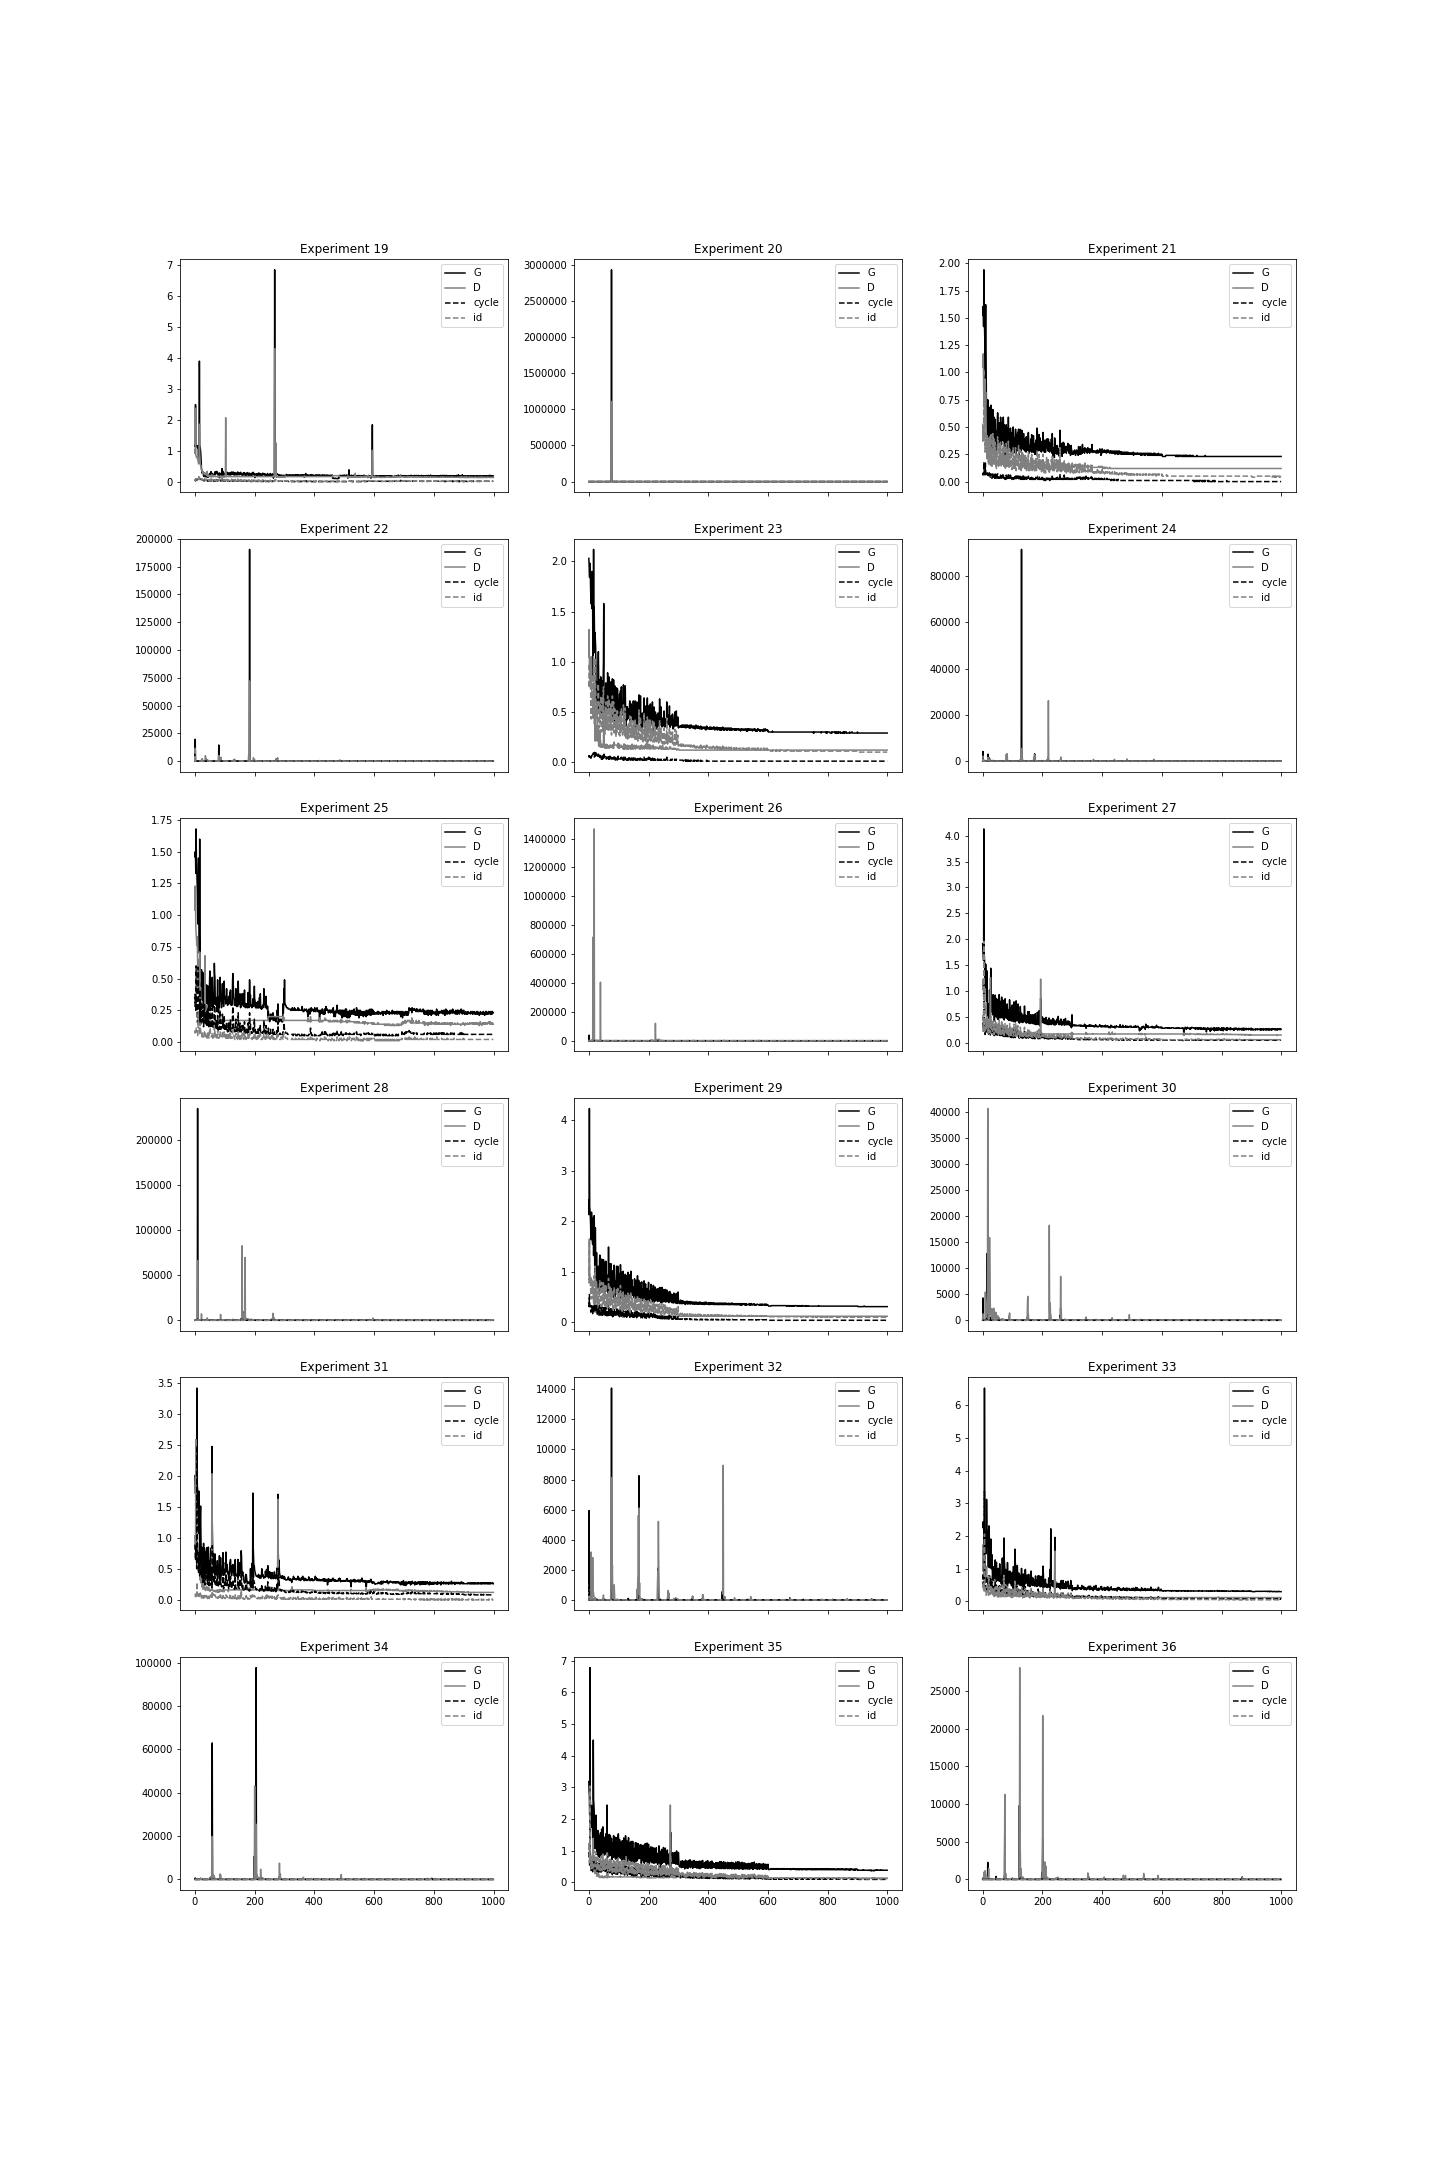 Experiment 19
7
6
5
4
3
2
1
0
G
D
cycle
id
Experiment 20
3000000
2500000
2000000
1500000
1000000
500000
0
G
D
cycle
id
Experiment 21
2.00
1.75
1.50
1.25
1.00
0.75
0.50
0.25
0.00
G
D
cycle
id
Experiment 22
200000
175000
150000
125000
100000
75000
50000
25000
0
G
D
cycle
id
Experiment 23
2.0
1.5
1.0
0.5
0.0
G
D
cycle
id
Experiment 24
80000
60000
40000
20000
0
G
D
cycle
id
Experiment 25
1.75
1.50
1.25
1.00
0.75
0.50
0.25
0.00
G
D
cycle
id
Experiment 26
1400000
1200000
1000000
800000
600000
400000
200000
0
G
D
cycle
id
Experiment 27
4.0
3.5
3.0
2.5
2.0
1.5
1.0
0.5
0.0
G
D
cycle
id
Experiment 28
200000
150000
100000
50000
0
G
D
cycle
id
Experiment 29
4
3
2
1
0
G
D
cycle
id
Experiment 30
40000
35000
30000
25000
20000
15000
10000
5000
0
G
D
cycle
id
Experiment 31
3.5
3.0
2.5
2.0
1.5
1.0
0.5
0.0
G
D
cycle
id
Experiment 32
14000
12000
10000
8000
6000
4000
2000
0
G
D
cycle
id
Experiment 33
6
5
4
3
2
1
0
G
D
cycle
id
Experiment 34
100000
80000
60000
40000
20000
0
G
D
cycle
id
0 200 400 600 800 1000
Experiment 35
7
6
5
4
3
2
1
0
G
D
cycle
id
0 200 400 600 800 1000
Experiment 36
25000
20000
15000
10000
5000
0
G
D
cycle
id
0 200 400 600 800 1000